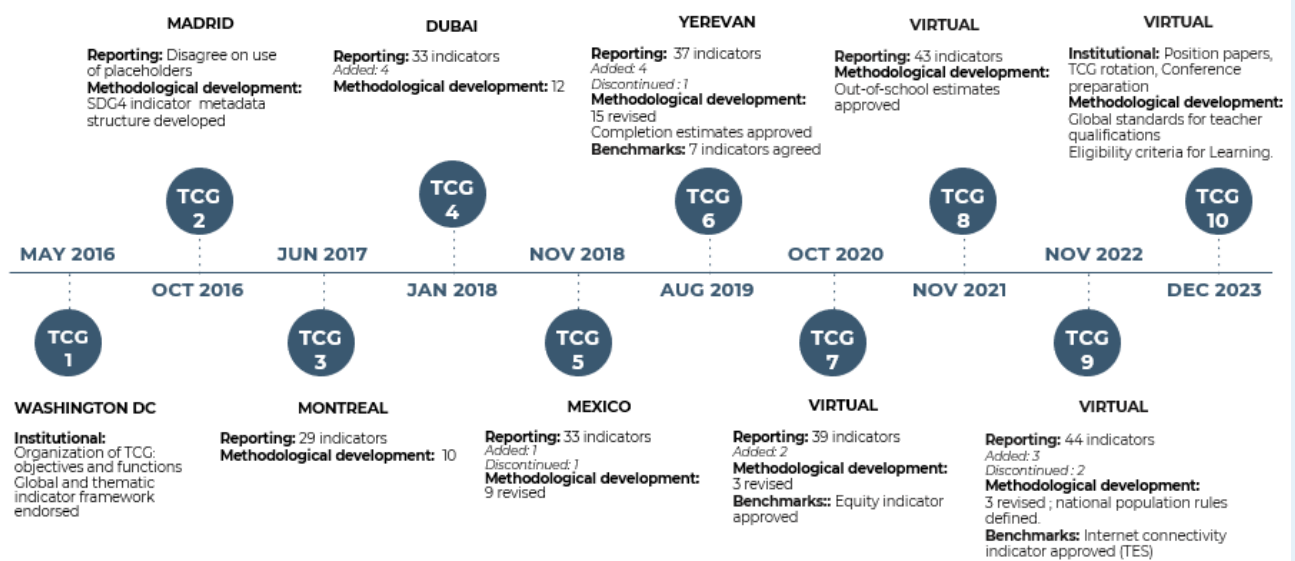 MADRID
Reporting: Disagree on use
of placeholders
Methodological development:
SDG4 indicator metadata
structure developed
DUBAI
Reporting: 33 indicators
Added: 4
Methodological development: 12
YEREVAN
Reporting: 37 indicators
Added: 4
Discontinued : 1
Methodological development:
15 revised
Completion estimates approved
Benchmarks: 7 indicators agreed
VIRTUAL
Reporting: 43 indicators
Methodological development:
Out-of-school estimates
approved
VIRTUAL
Institutional: Position papers,
TCG rotation, Conference
preparation
Methodological development:
Global standards for teacher
qualifications
Eligibility criteria for Learning.
TCG
2
TCG
4
TCG
6
TCG
8
TCG
10
MAY 2016
JUN 2017
NOV 2018
OCT 2020
NOV 2022
OCT 2016
JAN 2018
AUG 2019
NOV 2021
DEC 2023
TCG
1
TCG
3
TCG
5
TCG
7
TCG
9
WASHINGTON DC
Institutional:
Organization of TCG:
objectives and functions
Global and thematic
indicator framework
endorsed
MONTREAL
Reporting: 29 indicators
Methodological development: 10
MEXICO
Reporting: 33 indicators
Added: 1
Discontinued: 1
Methodological development:
9 revised
VIRTUAL
Reporting: 39 indicators
Added: 2
Methodological development:
3 revised
Benchmarks:: Equity indicator
approved
VIRTUAL
Reporting: 44 indicators
Added: 3
Discontinued : 2
Methodological development:
3 revised ; national population rules
defined.
Benchmarks: Internet connectivity
indicator approved (TES)